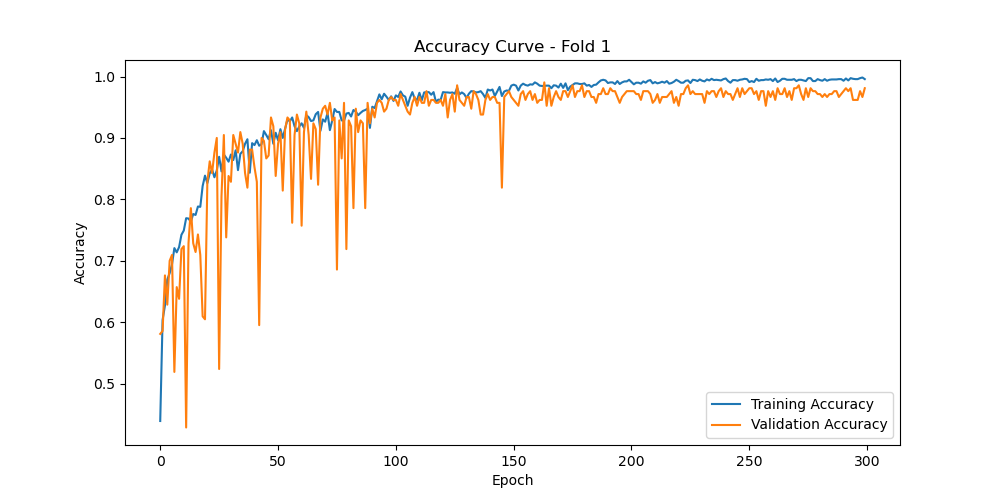 Accuracy Curve - Fold 1
1.0
0.9
0.8
0.7
0.6
0.5
Accuracy
0 50 100 150 200 250 300
Epoch
Training Accuracy
Validation Accuracy